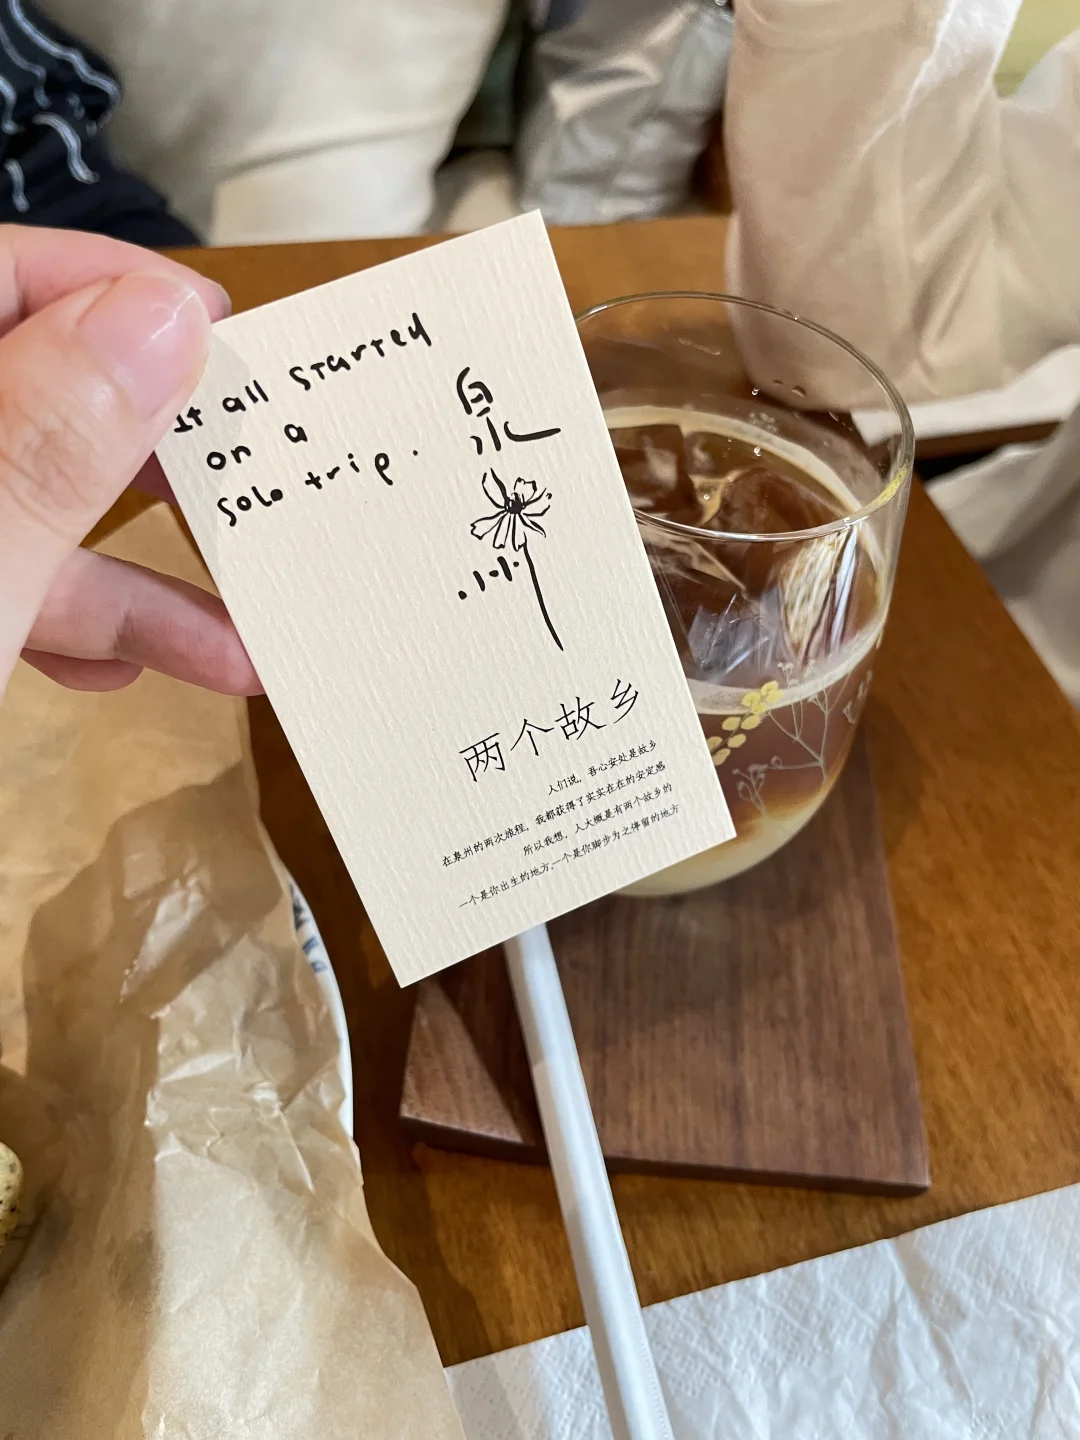 It all started
on a
solo trip.
泉
州
两个故乡
人们说，吾心安处是故乡
在泉州的两次旅程，我都获得了实实在在的安定感
所以我想，人大概是有两个故乡的
一个是你出生的地方,一个是你脚步为之停留的地方